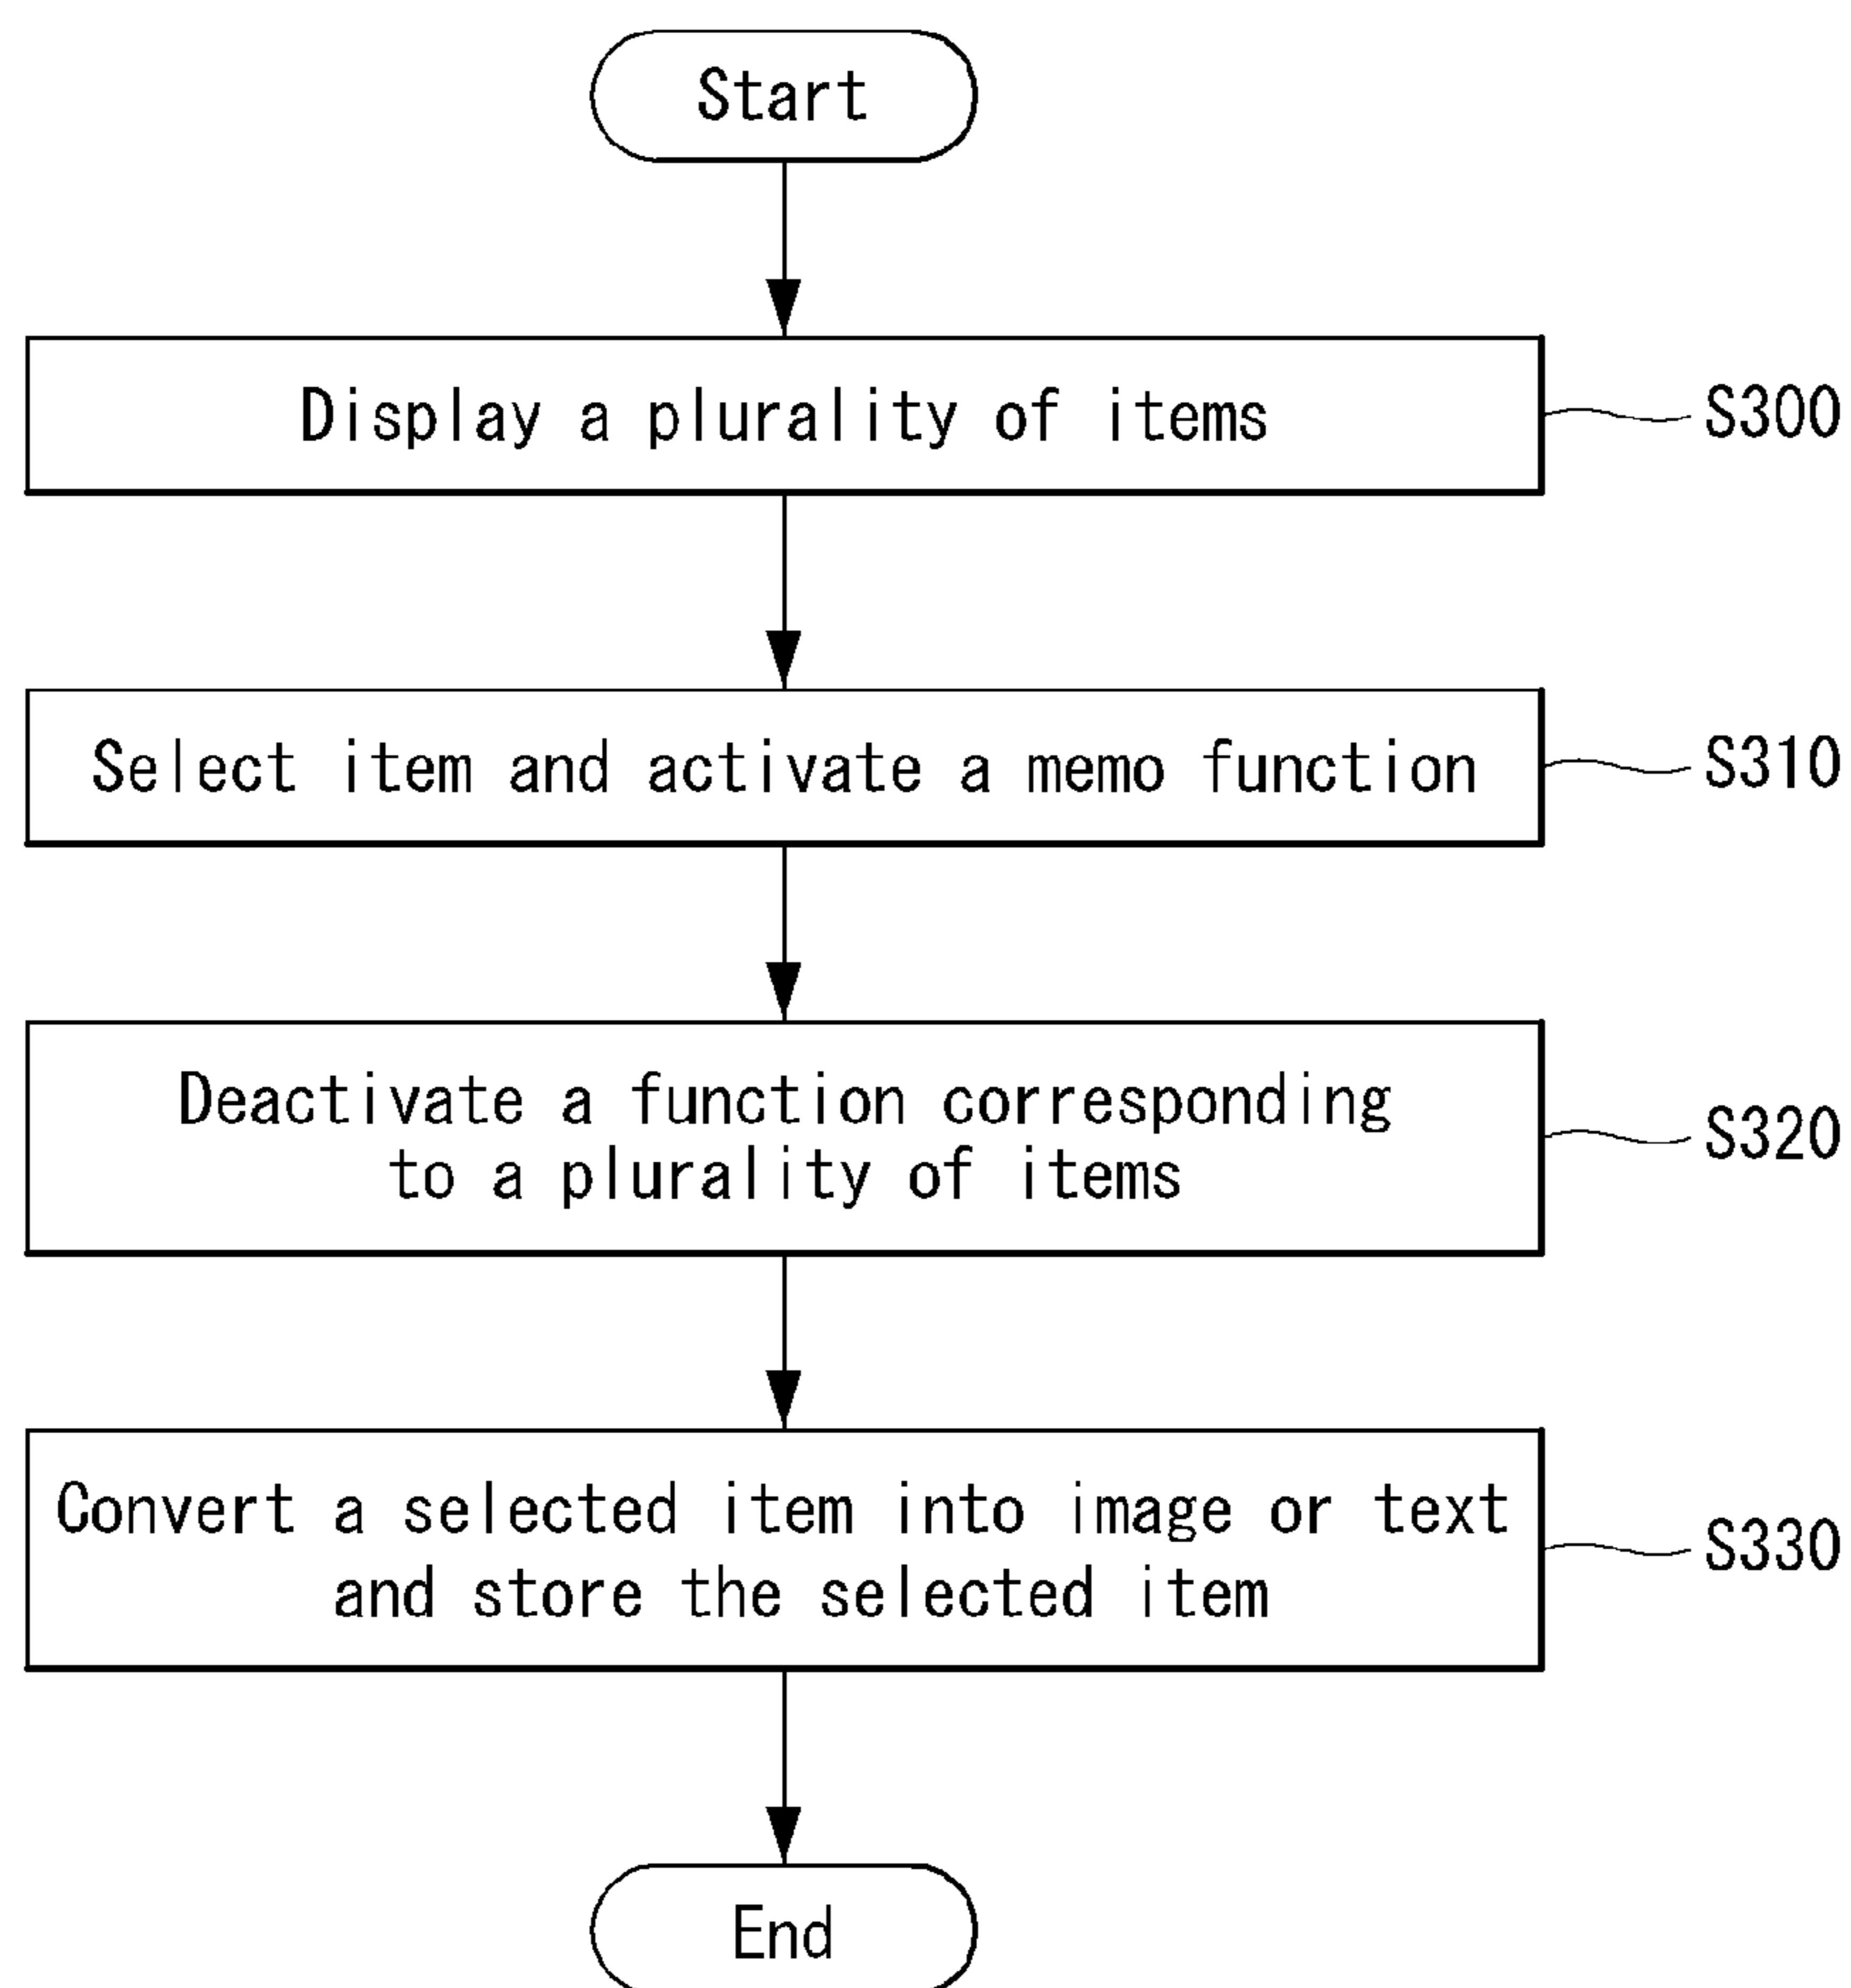 Start
Display a plurality of items
S300
Select item and activate a memo function
S310
Deactivate a function corresponding
to a plurality of items
S320
Convert a selected item into image or text
and store the selected item
S330
End